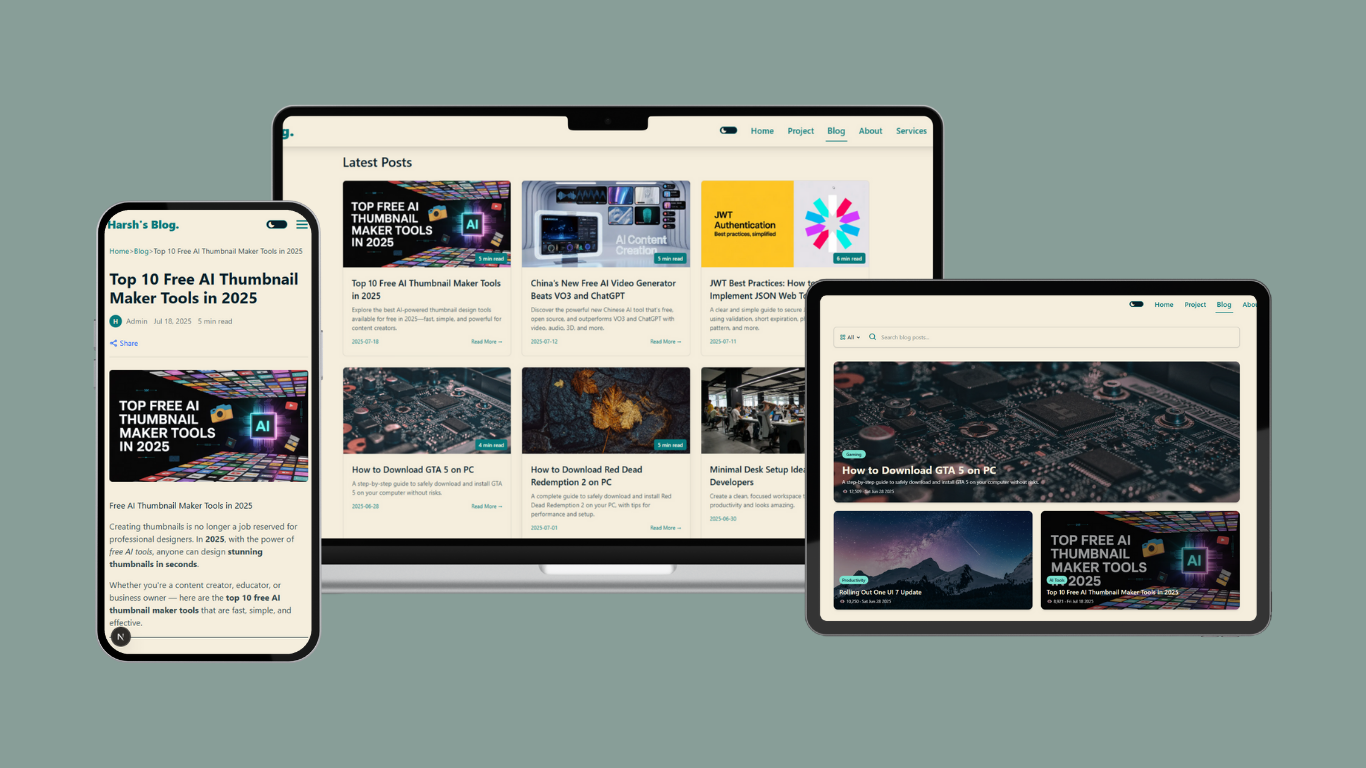 Harsh's Blog.
Home>Blog>Top 10 Free AI Thumbnail Maker Tools in 2025
Top 10 Free AI Thumbnail
Maker Tools in 2025
H Admin Jul 18, 2025 5 min read
Share
TOP FREE AI
THUMBNAIL
MAKER TOOLS
IN 2025
AI
Free AI Thumbnail Maker Tools in 2025
Creating thumbnails is no longer a job reserved for
professional designers. In 2025, with the power of
free AI tools, anyone can design stunning
thumbnails in seconds.
Whether you're a content creator, educator, or
business owner — here are the top 10 free AI
thumbnail maker tools that are fast, simple, and
effective.
N
g.
Home Project Blog About Services
Latest Posts
TOP FREE AI
THUMBNAIL
MAKER TOOLS
IN 2025
AI
5 min read
Top 10 Free AI Thumbnail Maker Tools
in 2025
Explore the best AI-powered thumbnail design tools
available for free in 2025—fast, simple, and powerful for
content creators.
2025-07-18 Read More →
AI Content
Creation
5 min read
China's New Free AI Video Generator
Beats VO3 and ChatGPT
Discover the powerful new Chinese AI tool that's free,
open source, and outperforms VO3 and ChatGPT with
video, audio, 3D, and more.
2025-07-12 Read More →
JWT
Authentication
Best practices, simplified
6 min read
JWT Best Practices: How to
Implement JSON Web To
A clear and simple guide to secure
using validation, short expiration,
pattern, and more.
2025-07-11
4 min read
How to Download GTA 5 on PC
A step-by-step guide to safely download and install GTA
5 on your computer without risks.
2025-06-28 Read More →
5 min read
How to Download Red Dead
Redemption 2 on PC
A complete guide to safely download and install Red
Dead Redemption 2 on your PC, with tips for
performance and setup.
2025-07-01 Read More →
Minimal Desk Setup Idea
Developers
Create a clean, focused workspace
productivity and looks amazing.
2025-06-30
Home Project Blog Abou
All Search blog posts...
Gaming
How to Download GTA 5 on PC
A step-by-step guide to safely download and install GTA 5 on your computer without risks.
Sat Jun 28 2025
Productivity
Rolling Out One UI 7 Update
10,250 · Sat Jun 28 2025
TOP FREE AI
THUMBNAIL
MAKER TOOLS
IN 2025
AI
AI Tools
Top 10 Free AI Thumbnail Maker Tools in 2025
Fri Jul 18 2025